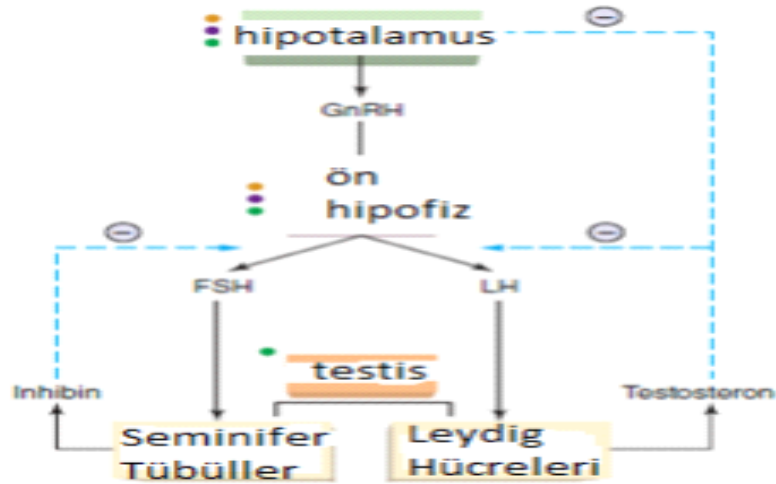 hipotalamus
GnRH
ön
hipofiz
FSH
LH
testis
Inhibin
Testosteron
Seminifer
Tübüller
Leydig
Hücreleri